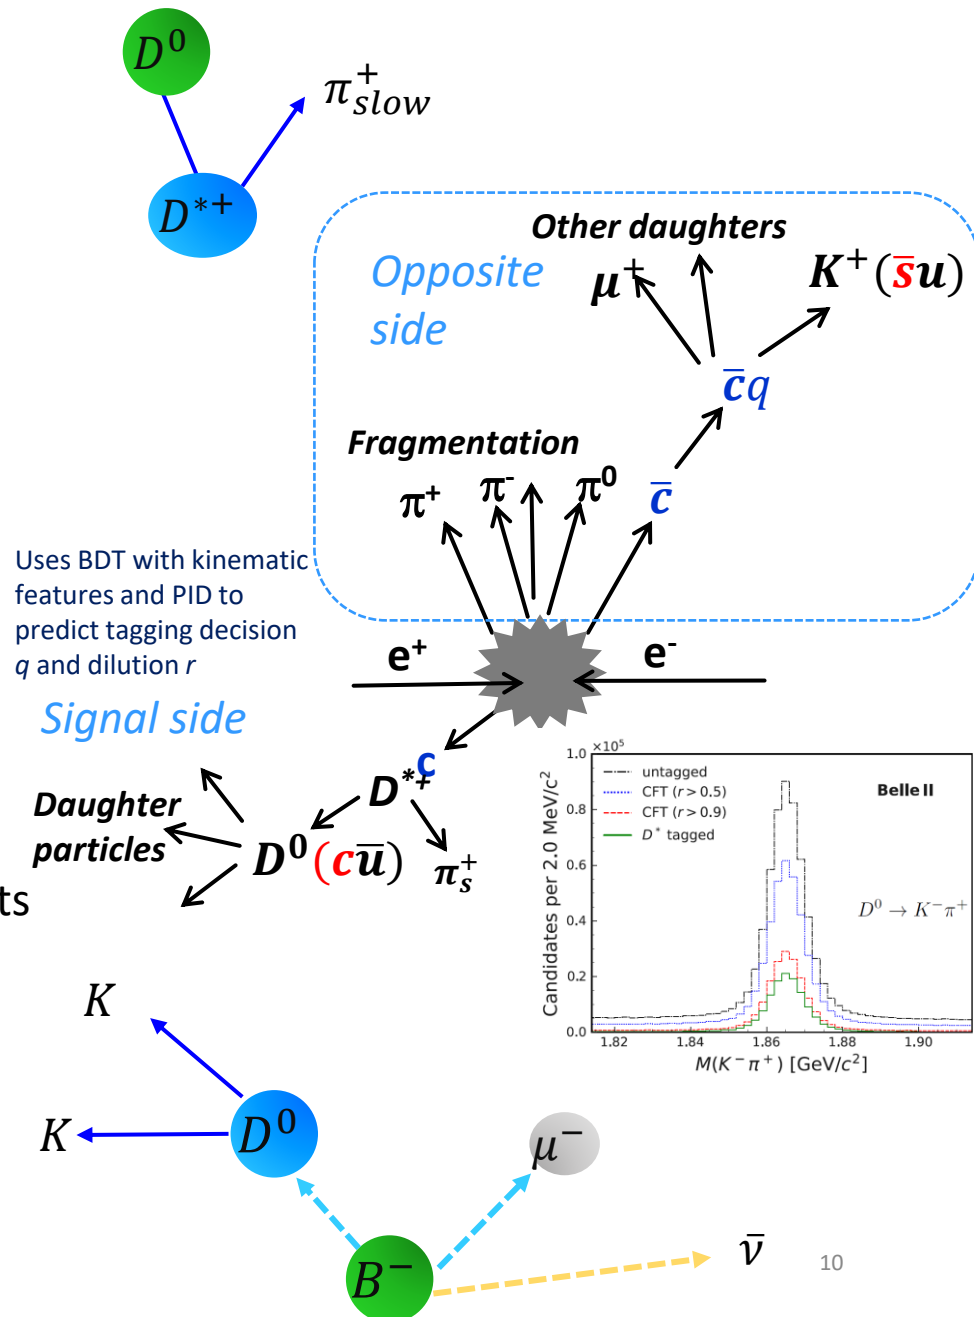 D⁰
π⁺slow
D*⁺
Other daughters
Opposite
side
μ⁺
K⁺(s̄u)
c̄q
Fragmentation
π⁺
π⁻
π⁰
c̄
Uses BDT with kinematic
features and PID to
predict tagging decision
q and dilution r
e⁺
e⁻
Signal side
c
D*⁺
Daughter
particles
D⁰(cū)
πₛ⁺
ts
×10⁵
1.0
0.8
0.6
0.4
0.2
0.0
Candidates per 2.0 MeV/c²
untagged
CFT (r > 0.5)
CFT (r > 0.9)
D* tagged
Belle II
D⁰ → K⁻π⁺
1.82 1.84 1.86 1.88 1.90
M(K⁻π⁺) [GeV/c²]
K
K
D⁰
μ⁻
B⁻
ν̄
10